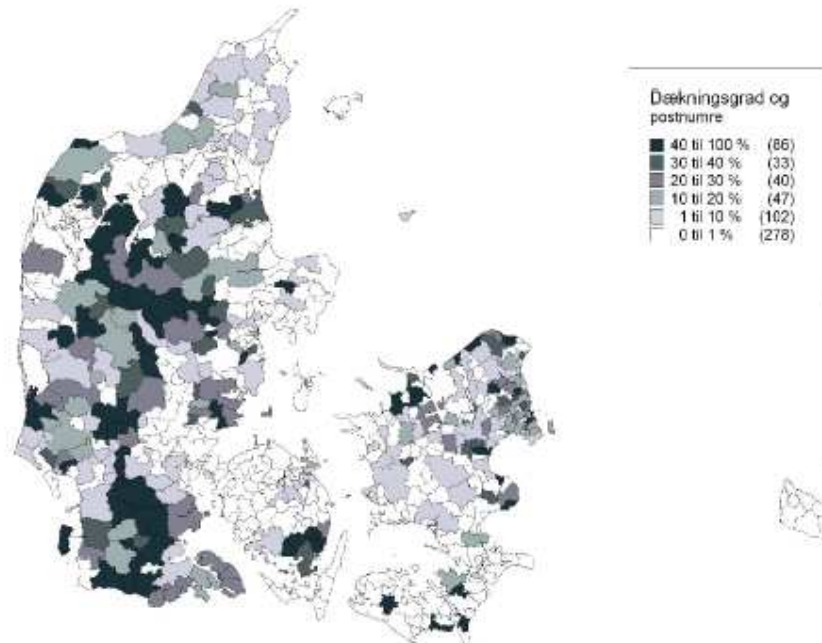 Dækningsgrad og
postnumre
40 til 100 % (86)
30 til 40 % (33)
20 til 30 % (40)
10 til 20 % (47)
1 til 10 % (102)
0 til 1 % (278)